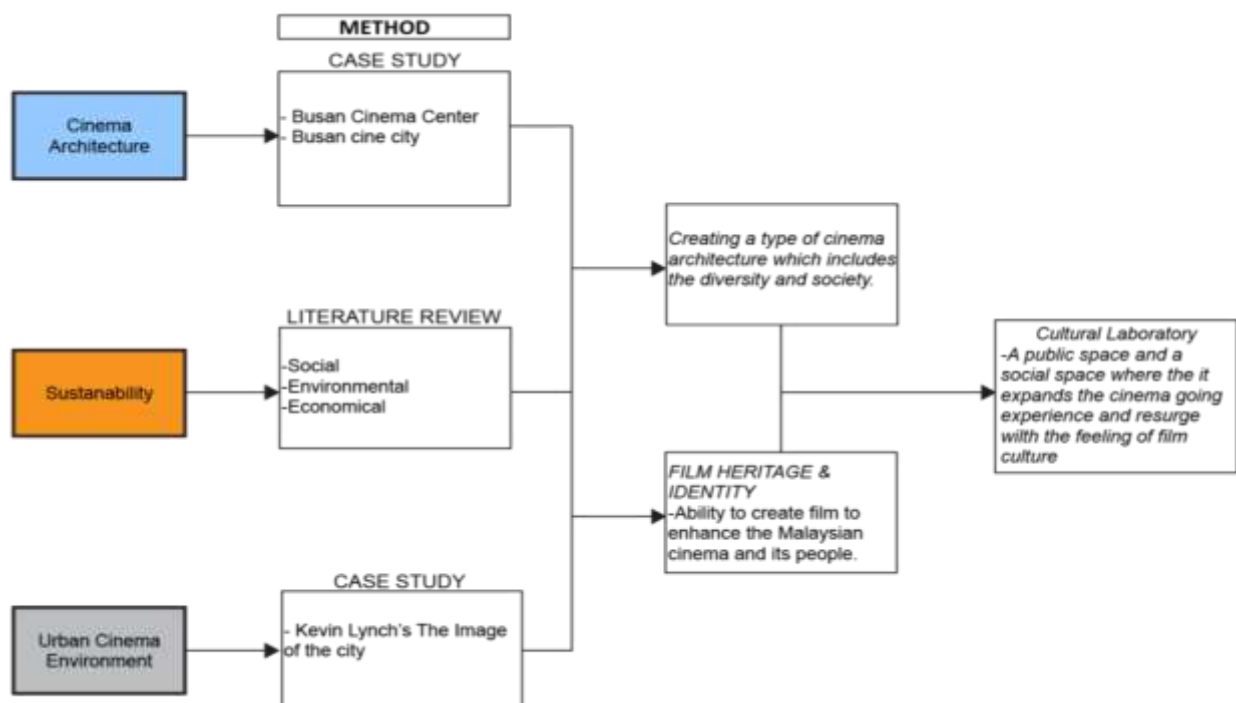 METHOD
CASE STUDY
Cinema
Architecture
- Busan Cinema Center
- Busan cine city
Creating a type of cinema
architecture which includes
the diversity and society.
LITERATURE REVIEW
Sustanability
-Social
-Environmental
-Economical
Cultural Laboratory
-A public space and a
social space where the it
expands the cinema going
experience and resurge
wilth the feeling of film
culture
FILM HERITAGE &
IDENTITY
-Ability to create film to
enhance the Malaysian
cinema and its people.
CASE STUDY
Urban Cinema
Environment
- Kevin Lynch's The Image
of the city